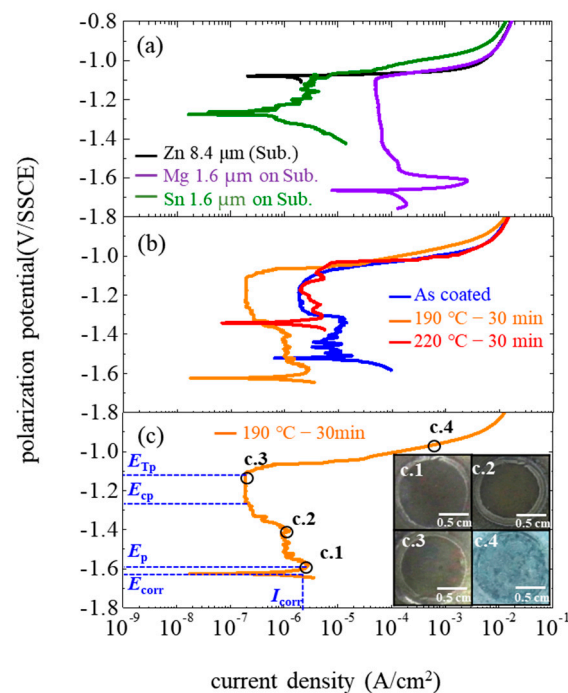 polarization potential(V/SSCE)
-0.8
-1.0
-1.2
-1.4
-1.6
-1.8
(a)
Zn 8.4 μm (Sub.)
Mg 1.6 μm on Sub.
Sn 1.6 μm on Sub.
-1.0
-1.2
-1.4
-1.6
-1.8
(b)
As coated
190 °C − 30 min
220 °C − 30 min
-1.0
-1.2
-1.4
-1.6
-1.8
(c)
190 °C − 30min
c.4
c.3
c.2
c.1
E_Tp
E_cp
E_p
E_corr
I_corr
c.1
0.5 cm
c.2
0.5 cm
c.3
0.5 cm
c.4
0.5 cm
10⁻⁹ 10⁻⁸ 10⁻⁷ 10⁻⁶ 10⁻⁵ 10⁻⁴ 10⁻³ 10⁻² 10⁻¹
current density (A/cm²)